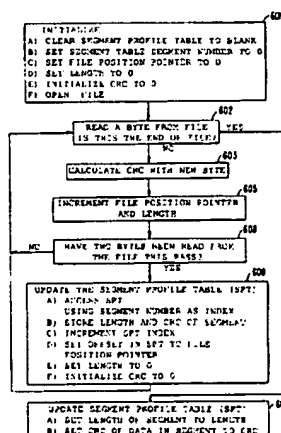 INITIALIZE
A) CLEAR SEGMENT PROFILE TABLE TO BLANK
B) SET SEGMENT TABLE SEGMENT NUMBER TO 0
C) SET FILE POSITION POINTER TO 0
D) SET LENGTH TO 0
E) INITIALIZE CRC TO 0
F) OPEN FILE
602
READ A BYTE FROM FILE
IS THIS THE END OF FILE?
YES
NO
603
CALCULATE CRC WITH NEW BYTE
605
INCREMENT FILE POSITION POINTER
AND LENGTH
608
NO
HAVE TWO BYTES BEEN READ FROM
THE FILE THIS PASS?
YES
UPDATE THE SEGMENT PROFILE TABLE (SPT)
A) ACCESS SPT
USING SEGMENT NUMBER AS INDEX
B) STORE LENGTH AND CRC OF SEGMENT
C) INCREMENT SPT INDEX
D) SET OFFSET IN SPT TO FILE
POSITION POINTER
E) SET LENGTH TO 0
F) INITIALIZE CRC TO 0
UPDATE SEGMENT PROFILE TABLE (SPT)
A) SET LENGTH OF SEGMENT TO LENGTH
B) SET CRC OF DATA IN SEGMENT TO CRC